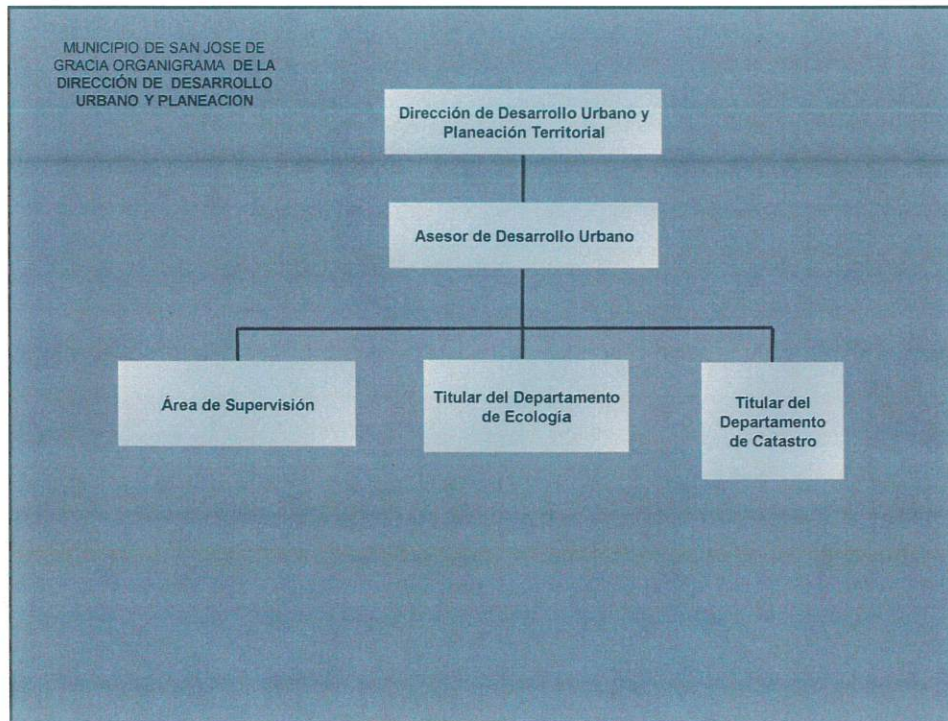 MUNICIPIO DE SAN JOSE DE
GRACIA ORGANIGRAMA DE LA
DIRECCIÓN DE DESARROLLO
URBANO Y PLANEACION
Dirección de Desarrollo Urbano y
Planeación Territorial
Asesor de Desarrollo Urbano
Área de Supervisión
Titular del Departamento
de Ecología
Titular del
Departamento
de Catastro